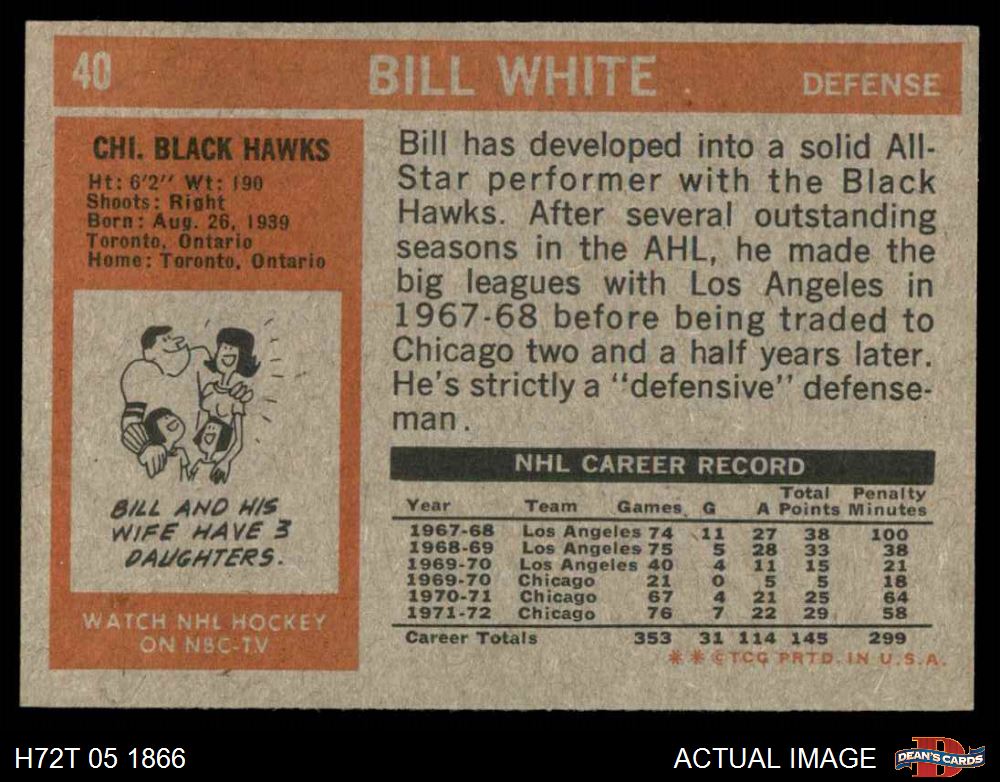 40 BILL WHITE DEFENSE
CHI. BLACK HAWKS
Ht: 6'2" Wt: 190
Shoots: Right
Born: Aug. 26, 1939
Toronto, Ontario
Home: Toronto, Ontario
BILL AND HIS
WIFE HAVE 3
DAUGHTERS.
WATCH NHL HOCKEY
ON NBC-TV
Bill has developed into a solid All-
Star performer with the Black
Hawks. After several outstanding
seasons in the AHL, he made the
big leagues with Los Angeles in
1967-68 before being traded to
Chicago two and a half years later.
He's strictly a "defensive" defense-
man.
NHL CAREER RECORD
Total Penalty
Year Team Games G A Points Minutes
1967-68 Los Angeles 74 11 27 38 100
1968-69 Los Angeles 75 5 28 33 38
1969-70 Los Angeles 40 4 11 15 21
1969-70 Chicago 21 0 5 5 18
1970-71 Chicago 67 4 21 25 64
1971-72 Chicago 76 7 22 29 58
Career Totals 353 31 114 145 299
* * ©TCG PRTD. IN U.S.A.
H72T 05 1866 ACTUAL IMAGE DEAN'S CARDS